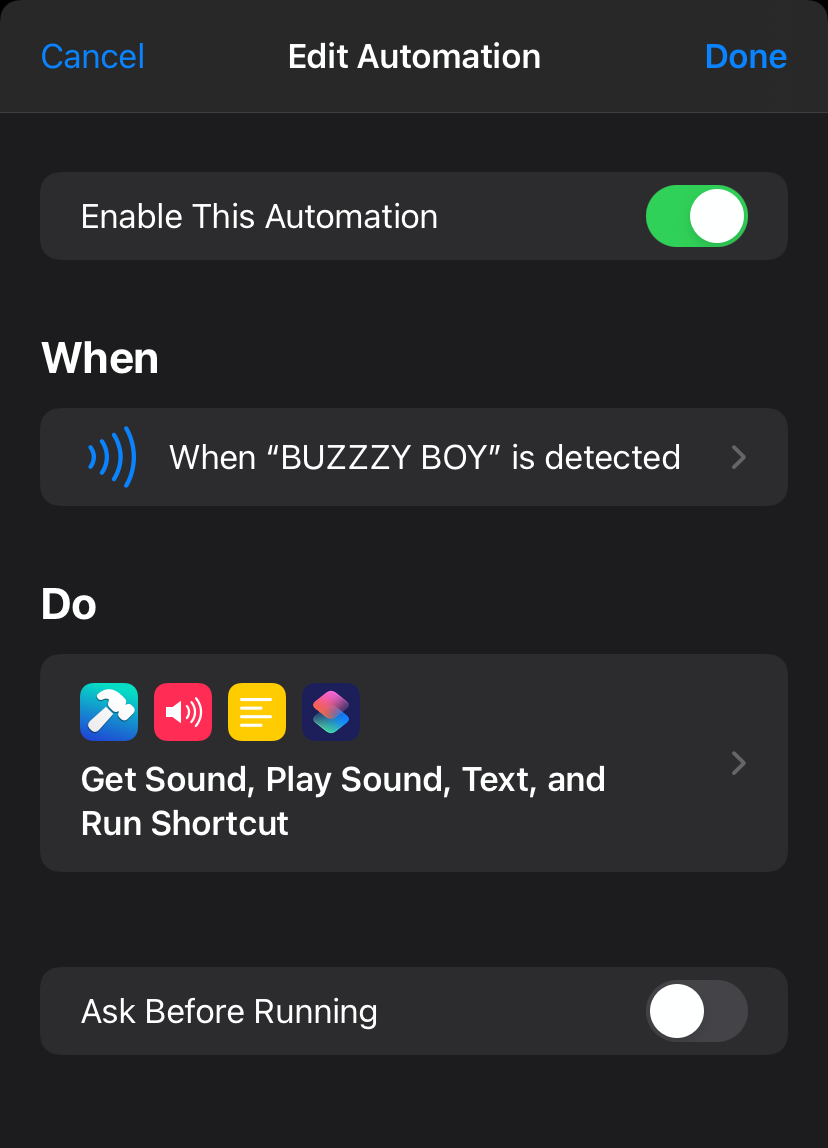 Cancel
Edit Automation
Done
Enable This Automation
When
When “BUZZZY BOY” is detected
Do
Get Sound, Play Sound, Text, and
Run Shortcut
Ask Before Running